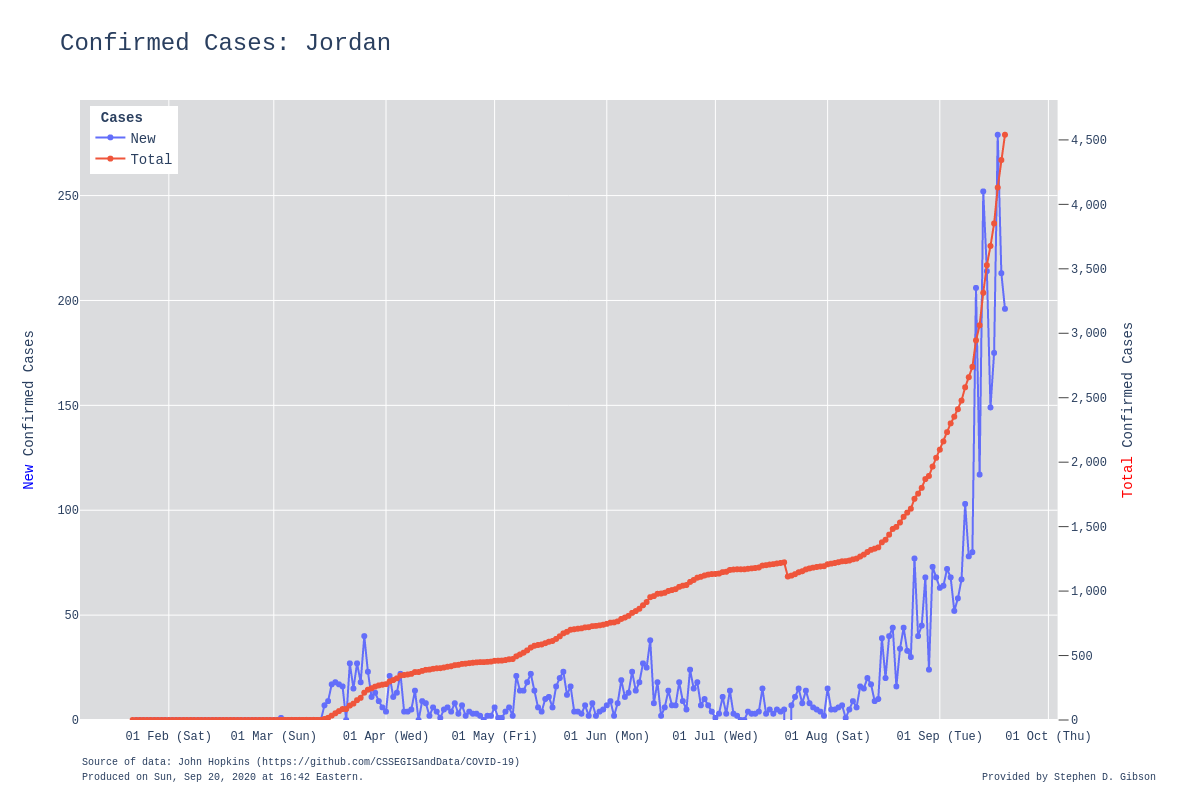 Confirmed Cases: Jordan
Cases
New
Total
250
200
150
100
50
0
New Confirmed Cases
4,500
4,000
3,500
3,000
2,500
2,000
1,500
1,000
500
0
Total Confirmed Cases
01 Feb (Sat) 01 Mar (Sun) 01 Apr (Wed) 01 May (Fri) 01 Jun (Mon) 01 Jul (Wed) 01 Aug (Sat) 01 Sep (Tue) 01 Oct (Thu)
Source of data: John Hopkins (https://github.com/CSSEGISandData/COVID-19)
Produced on Sun, Sep 20, 2020 at 16:42 Eastern.
Provided by Stephen D. Gibson